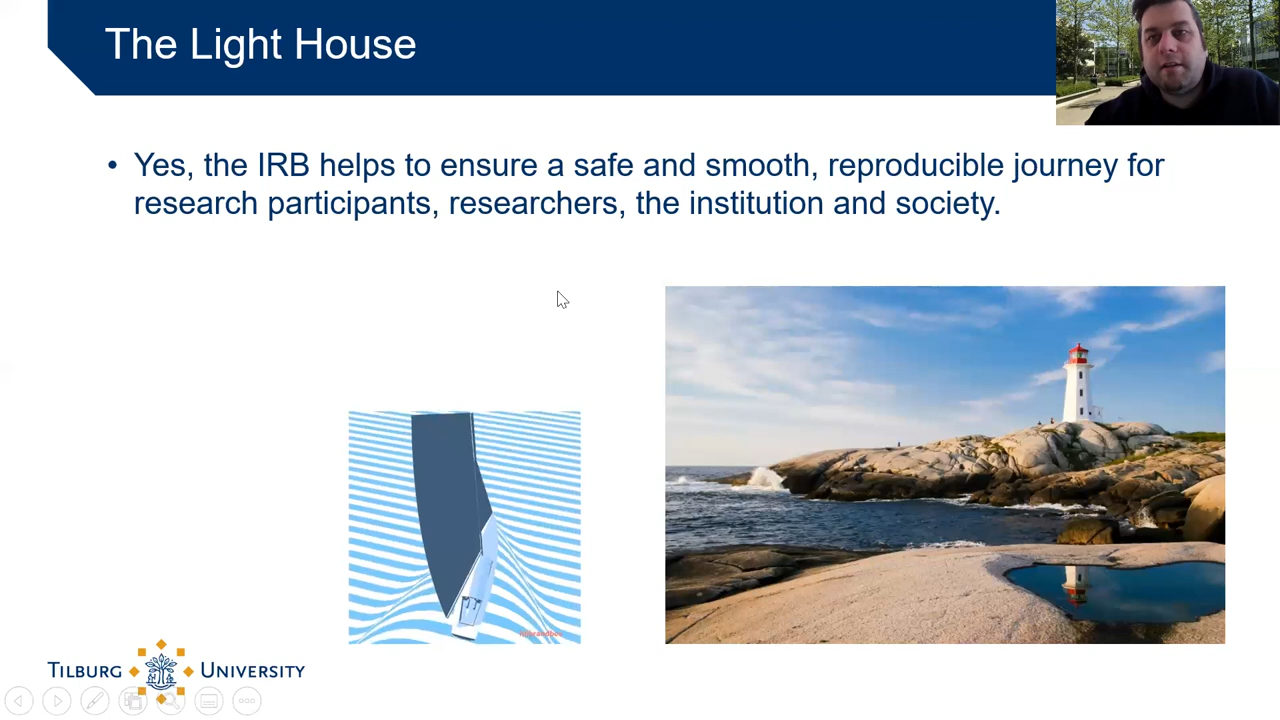 The Light House
• Yes, the IRB helps to ensure a safe and smooth, reproducible journey for
research participants, researchers, the institution and society.
TILBURG UNIVERSITY